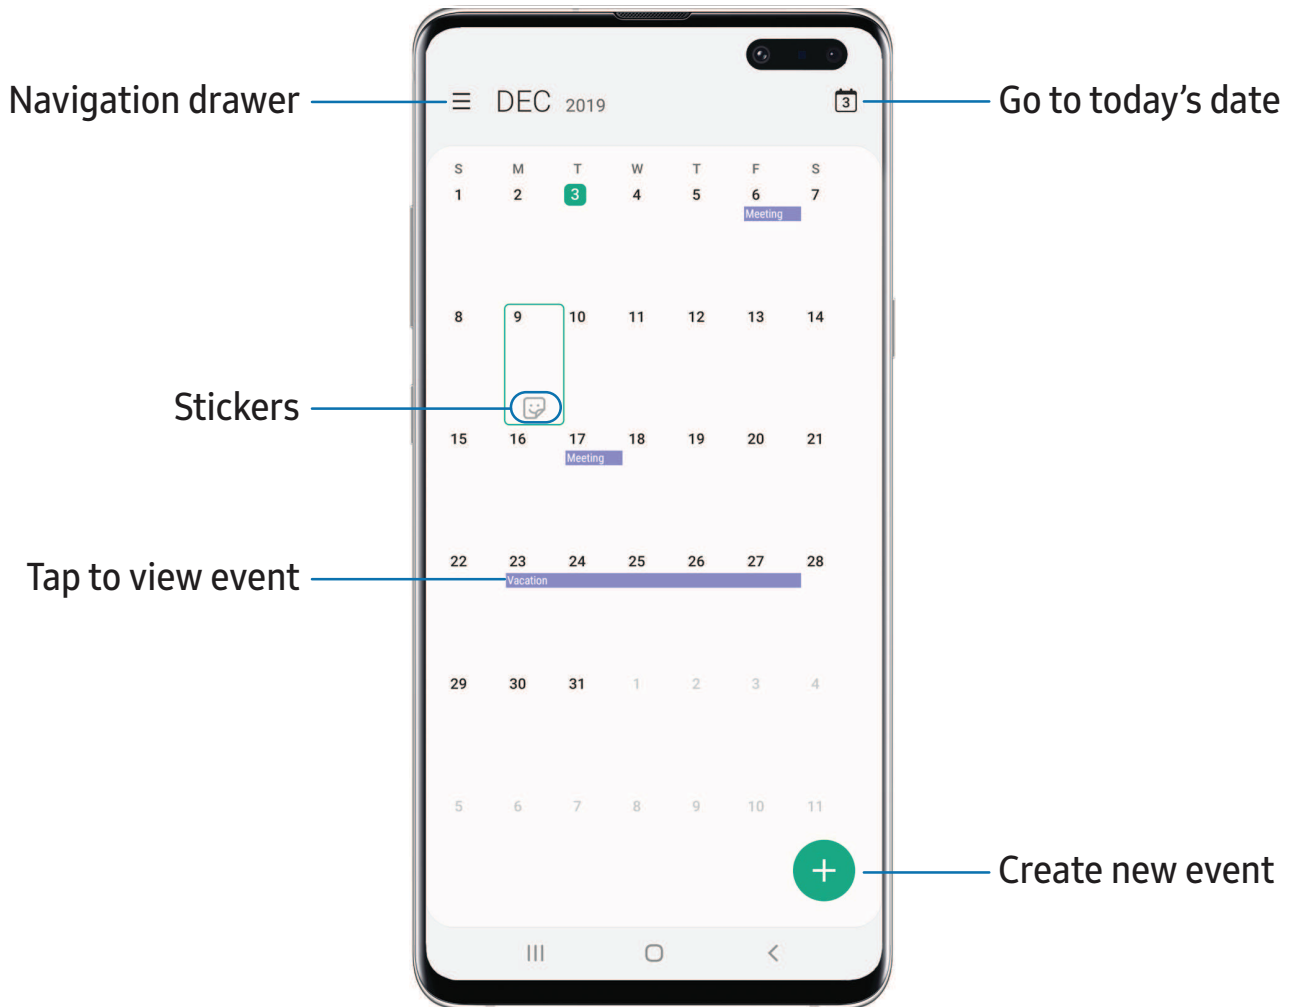 Navigation drawer
DEC 2019
3
Go to today's date
S M T W T F S
1 2 3 4 5 6 7
Meeting
8 9 10 11 12 13 14
Stickers
15 16 17 18 19 20 21
Meeting
22 23 24 25 26 27 28
Tap to view event
Vacation
29 30 31 1 2 3 4
5 6 7 8 9 10 11
Create new event